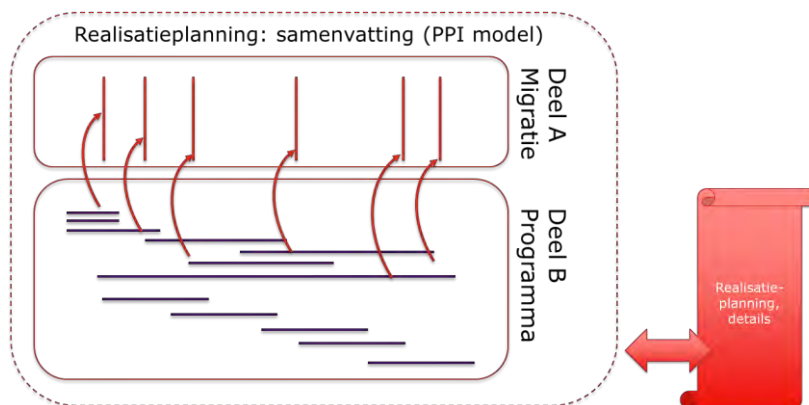 Realisatieplanning: samenvatting (PPI model)
Deel A
Migratie
Deel B
Programma
Realisatie-
planning,
details